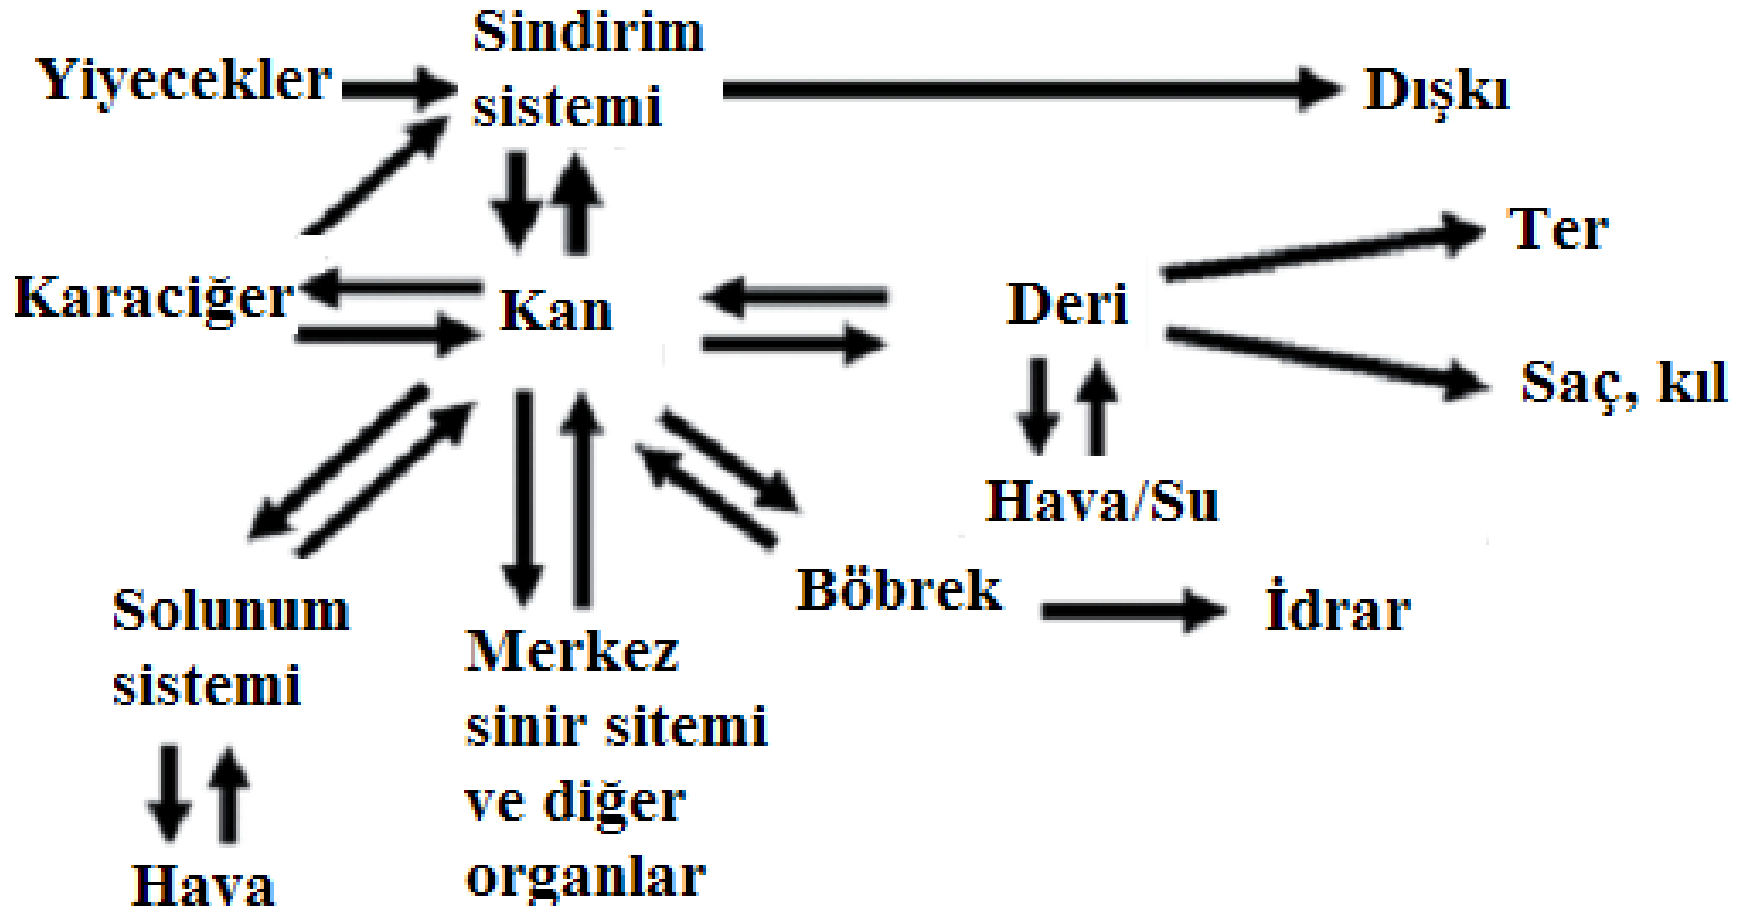 Sindirim
sistemi
Yiyecekler
Dışkı
Ter
Karaciğer
Kan
Deri
Saç, kıl
Hava/Su
Böbrek
İdrar
Solunum
sistemi
Merkez
sinir sitemi
ve diğer
organlar
Hava